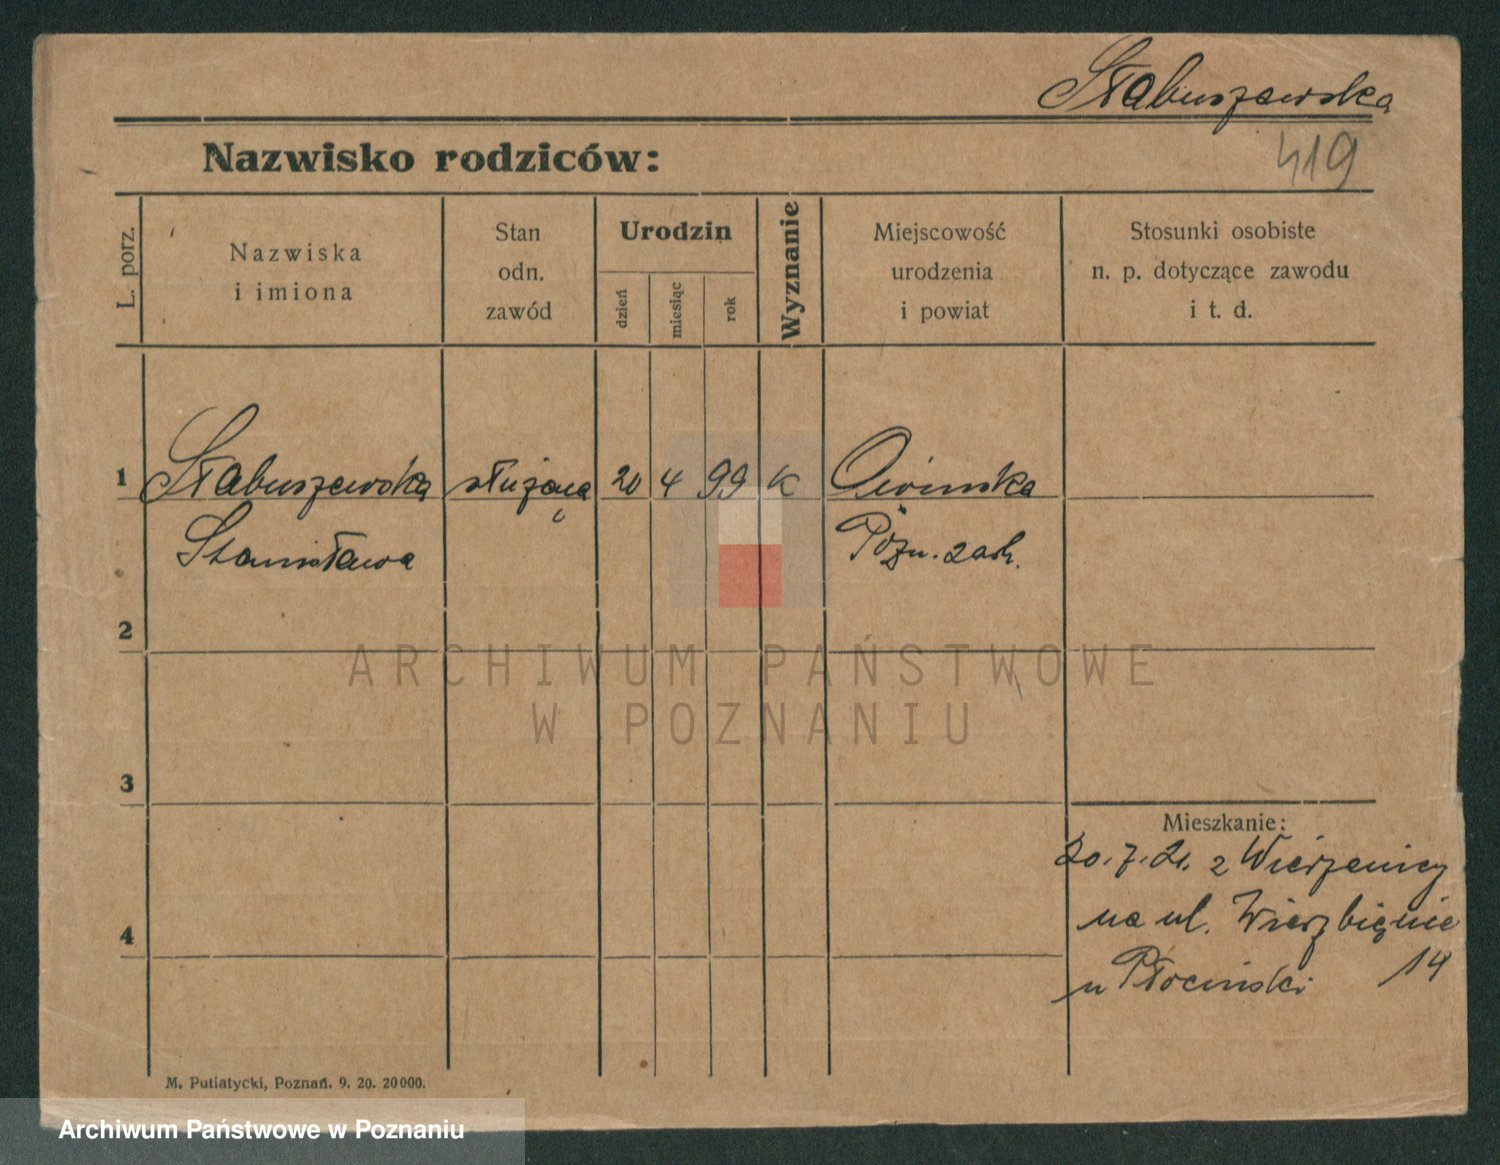 Stabuszewska
419
Nazwisko rodziców:
L. porz.
Nazwiska
i imiona
Stan
odn.
zawód
Urodzin
dzień
miesiąc
rok
Wyznanie
Miejscowość
urodzenia
i powiat
Stosunki osobiste
n. p. dotyczące zawodu
i t. d.
1 Stabuszewska służąca 20 4 99 K
Stanisława Pozn. zach.
2
ARCHIWUM PAŃSTWOWE
W POZNANIU
3
Mieszkanie:
20.7.21. z Wierzenicy
na ul. Wierzbięcice
4
14
u Płociński
M. Putiatycki, Poznań. 9. 20. 20000.
Archiwum Państwowe w Poznaniu